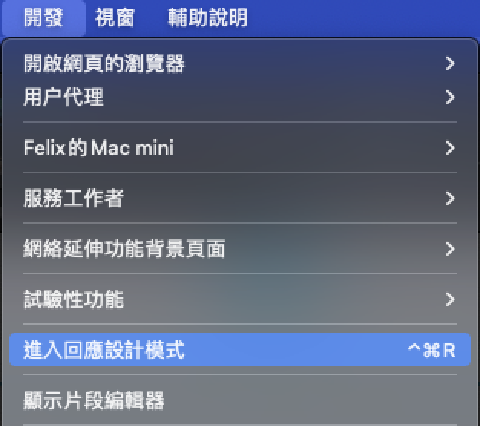 開發 視窗 輔助說明
開啟網頁的瀏覽器
用户代理
Felix的Mac mini
服務工作者
網絡延伸功能背景頁面
試驗性功能
進入回應設計模式 ^⌘R
顯示片段編輯器